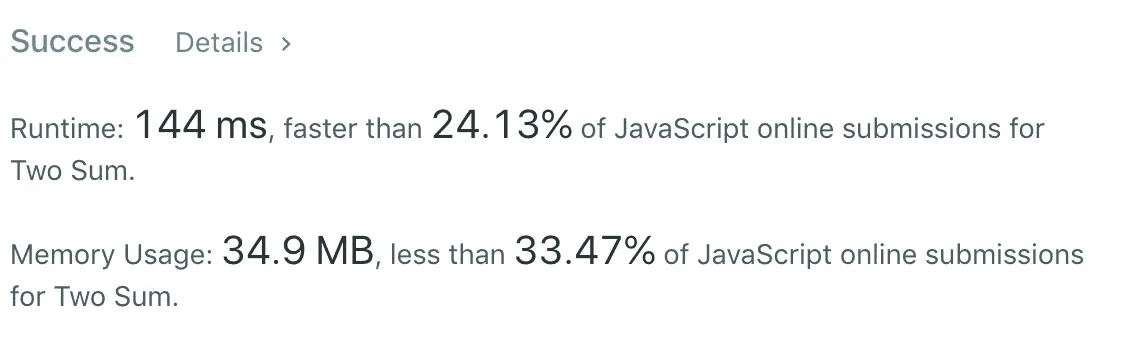 Success Details >
Runtime: 144 ms, faster than 24.13% of JavaScript online submissions for
Two Sum.
Memory Usage: 34.9 MB, less than 33.47% of JavaScript online submissions
for Two Sum.